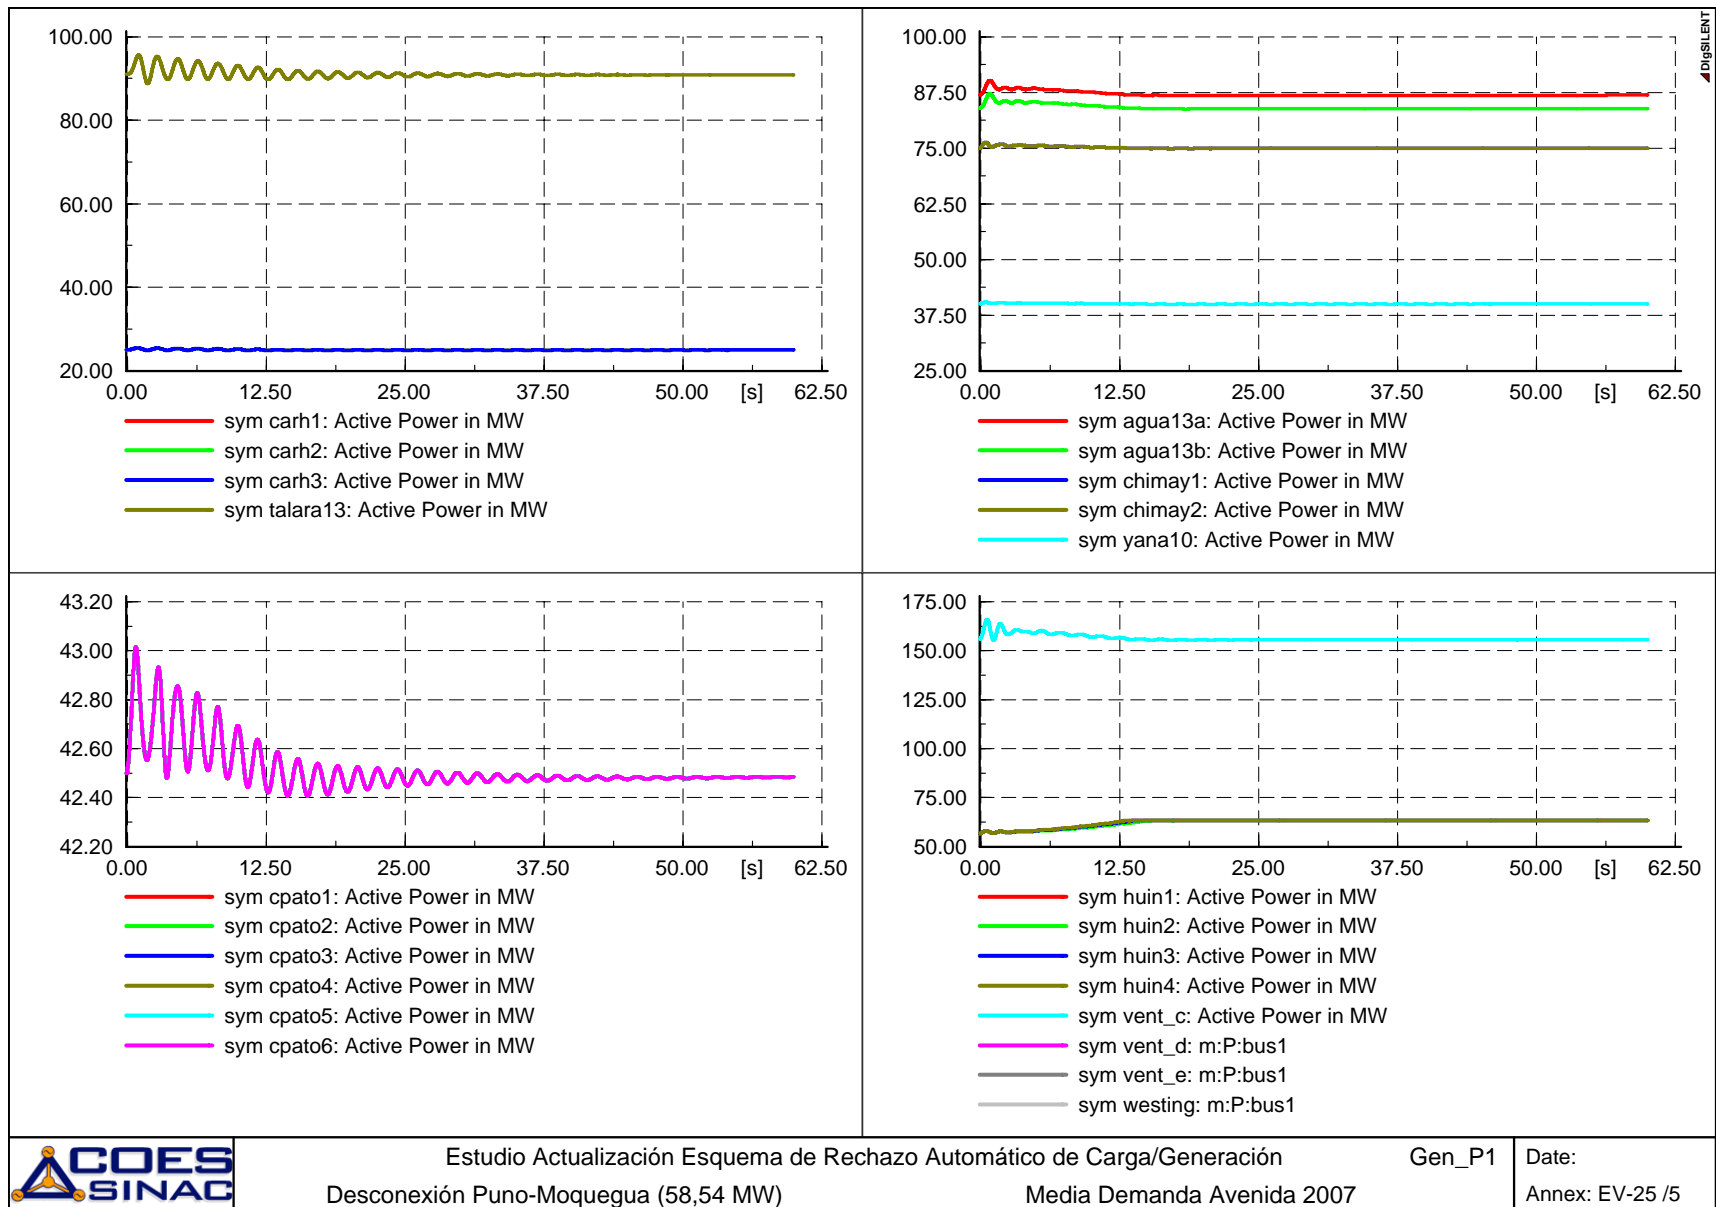 DIgSILENT
100.00
80.00
60.00
40.00
20.00
0.00 12.50 25.00 37.50 50.00 [s] 62.50
sym carh1: Active Power in MW
sym carh2: Active Power in MW
sym carh3: Active Power in MW
sym talara13: Active Power in MW
100.00
87.50
75.00
62.50
50.00
37.50
25.00
0.00 12.50 25.00 37.50 50.00 [s] 62.50
sym agua13a: Active Power in MW
sym agua13b: Active Power in MW
sym chimay1: Active Power in MW
sym chimay2: Active Power in MW
sym yana10: Active Power in MW
43.20
43.00
42.80
42.60
42.40
42.20
0.00 12.50 25.00 37.50 50.00 [s] 62.50
sym cpato1: Active Power in MW
sym cpato2: Active Power in MW
sym cpato3: Active Power in MW
sym cpato4: Active Power in MW
sym cpato5: Active Power in MW
sym cpato6: Active Power in MW
175.00
150.00
125.00
100.00
75.00
50.00
0.00 12.50 25.00 37.50 50.00 [s] 62.50
sym huin1: Active Power in MW
sym huin2: Active Power in MW
sym huin3: Active Power in MW
sym huin4: Active Power in MW
sym vent_c: Active Power in MW
sym vent_d: m:P:bus1
sym vent_e: m:P:bus1
sym westing: m:P:bus1
COES
SINAC
Estudio Actualización Esquema de Rechazo Automático de Carga/Generación Gen_P1
Desconexión Puno-Moquegua (58,54 MW) Media Demanda Avenida 2007
Date:
Annex: EV-25 /5